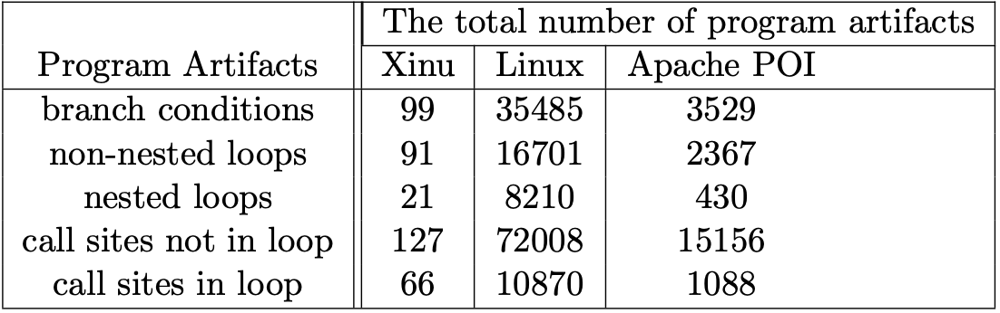 The total number of program artifacts
Program Artifacts Xinu Linux Apache POI
branch conditions 99 35485 3529
non-nested loops 91 16701 2367
nested loops 21 8210 430
call sites not in loop 127 72008 15156
call sites in loop 66 10870 1088